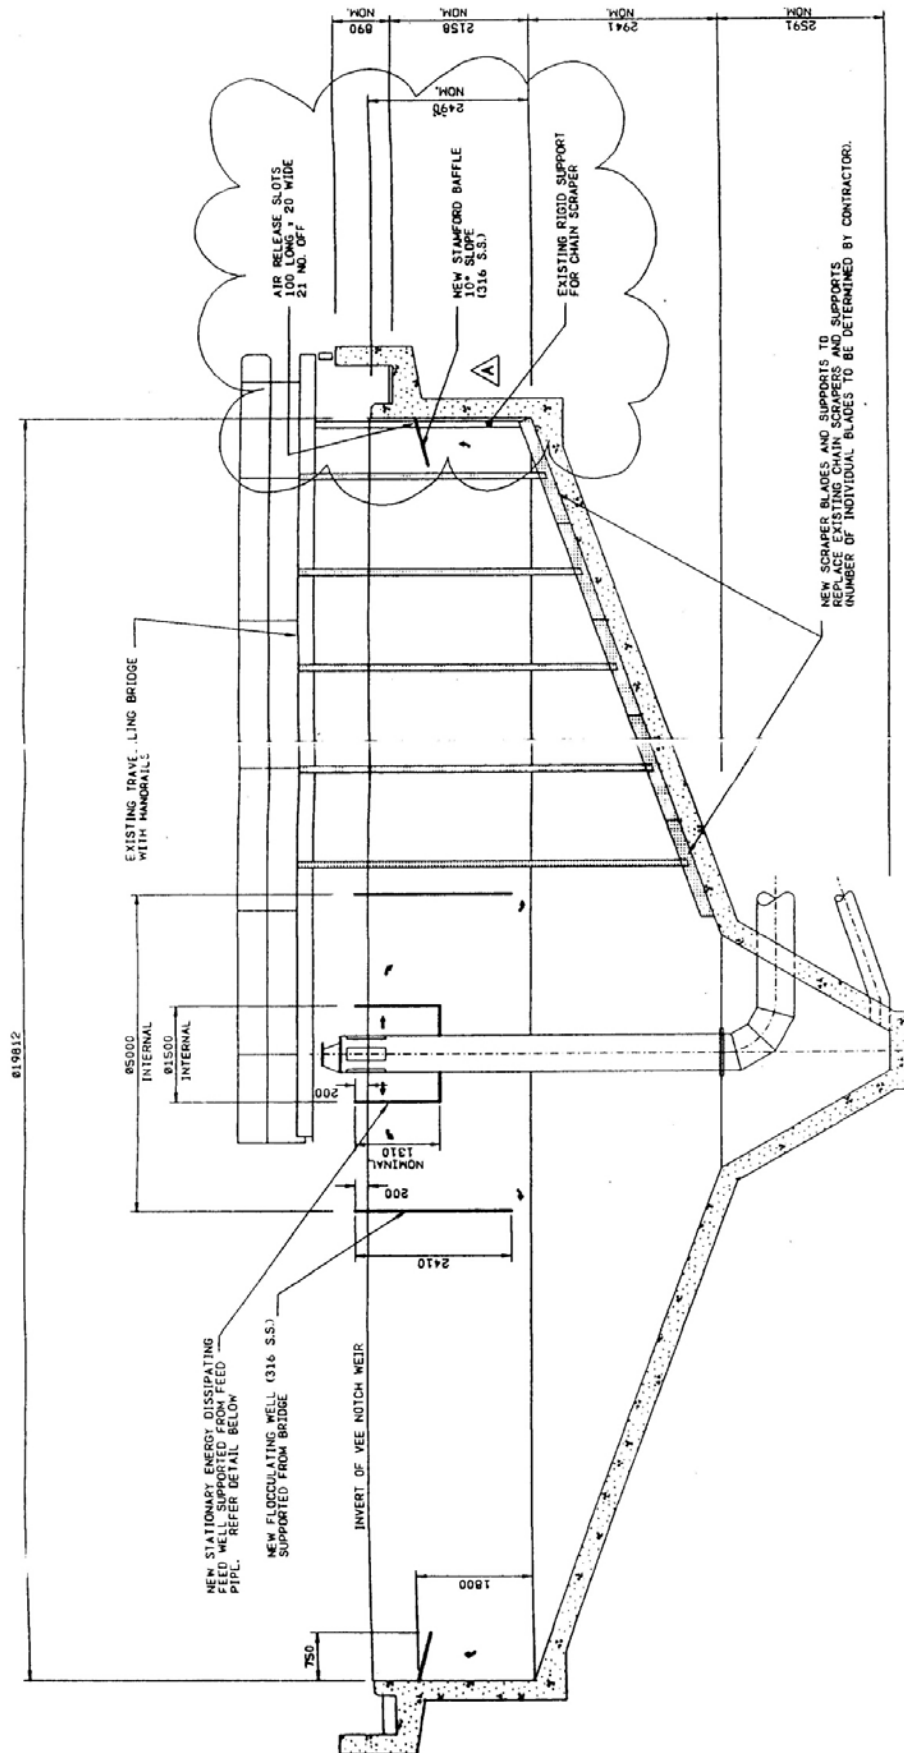 Ø19812
Ø5000
INTERNAL
Ø1500
INTERNAL
EXISTING TRAVE..LING BRIDGE
WITH HANDRAILS
AIR RELEASE SLOTS
100 LONG x 20 WIDE
21 NO. OFF
NEW STAMFORD BAFFLE
10° SLOPE
(316 S.S.)
EXISTING RIGID SUPPORT
FOR CHAIN SCRAPER
A
NEW STATIONARY ENERGY DISSIPATING
FEED WELL SUPPORTED FROM FEED
PIPE. REFER DETAIL BELOW
NEW FLOCCULATING WELL (316 S.S.)
SUPPORTED FROM BRIDGE
INVERT OF VEE NOTCH WEIR
750
1800
2410
200
1310
NOMINAL
200
2490
NOM.
890
NOM.
2158
NOM.
2941
NOM.
2591
NOM.
NEW SCRAPER BLADES AND SUPPORTS TO
REPLACE EXISTING CHAIN SCRAPERS AND SUPPORTS
(NUMBER OF INDIVIDUAL BLADES TO BE DETERMINED BY CONTRACTOR).